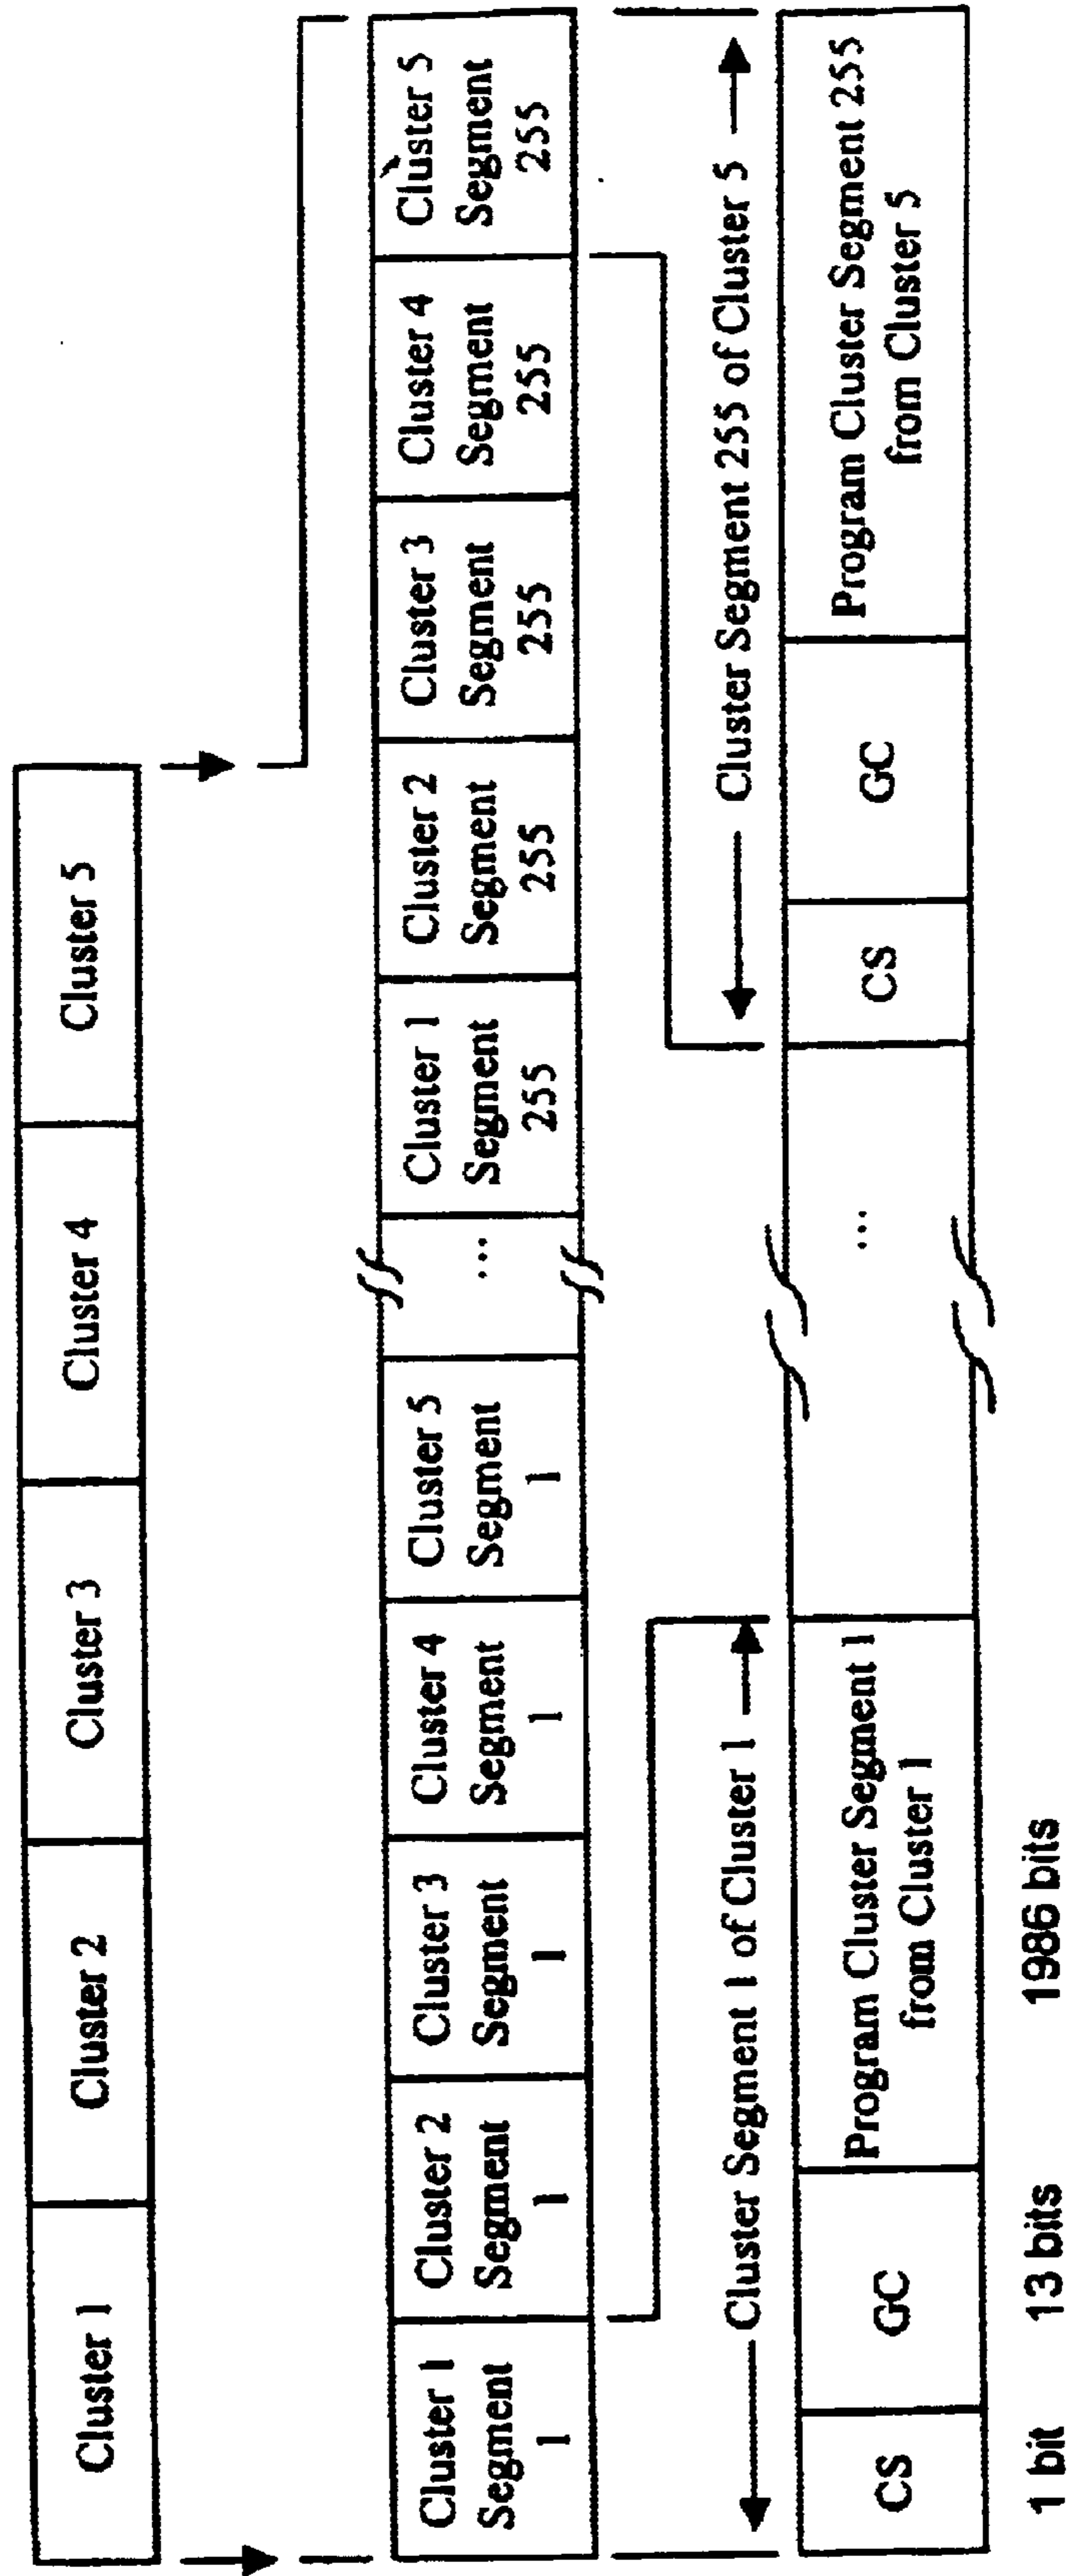 Cluster 1
Cluster 2
Cluster 3
Cluster 4
Cluster 5
Cluster 1
Segment
1
Cluster 2
Segment
1
Cluster 3
Segment
1
Cluster 4
Segment
1
Cluster 5
Segment
1
...
Cluster 1
Segment
255
Cluster 2
Segment
255
Cluster 3
Segment
255
Cluster 4
Segment
255
Cluster 5
Segment
255
Cluster Segment 1 of Cluster 1
Cluster Segment 255 of Cluster 5
CS
GC
Program Cluster Segment 1
from Cluster 1
...
CS
GC
Program Cluster Segment 255
from Cluster 5
1 bit
13 bits
1986 bits